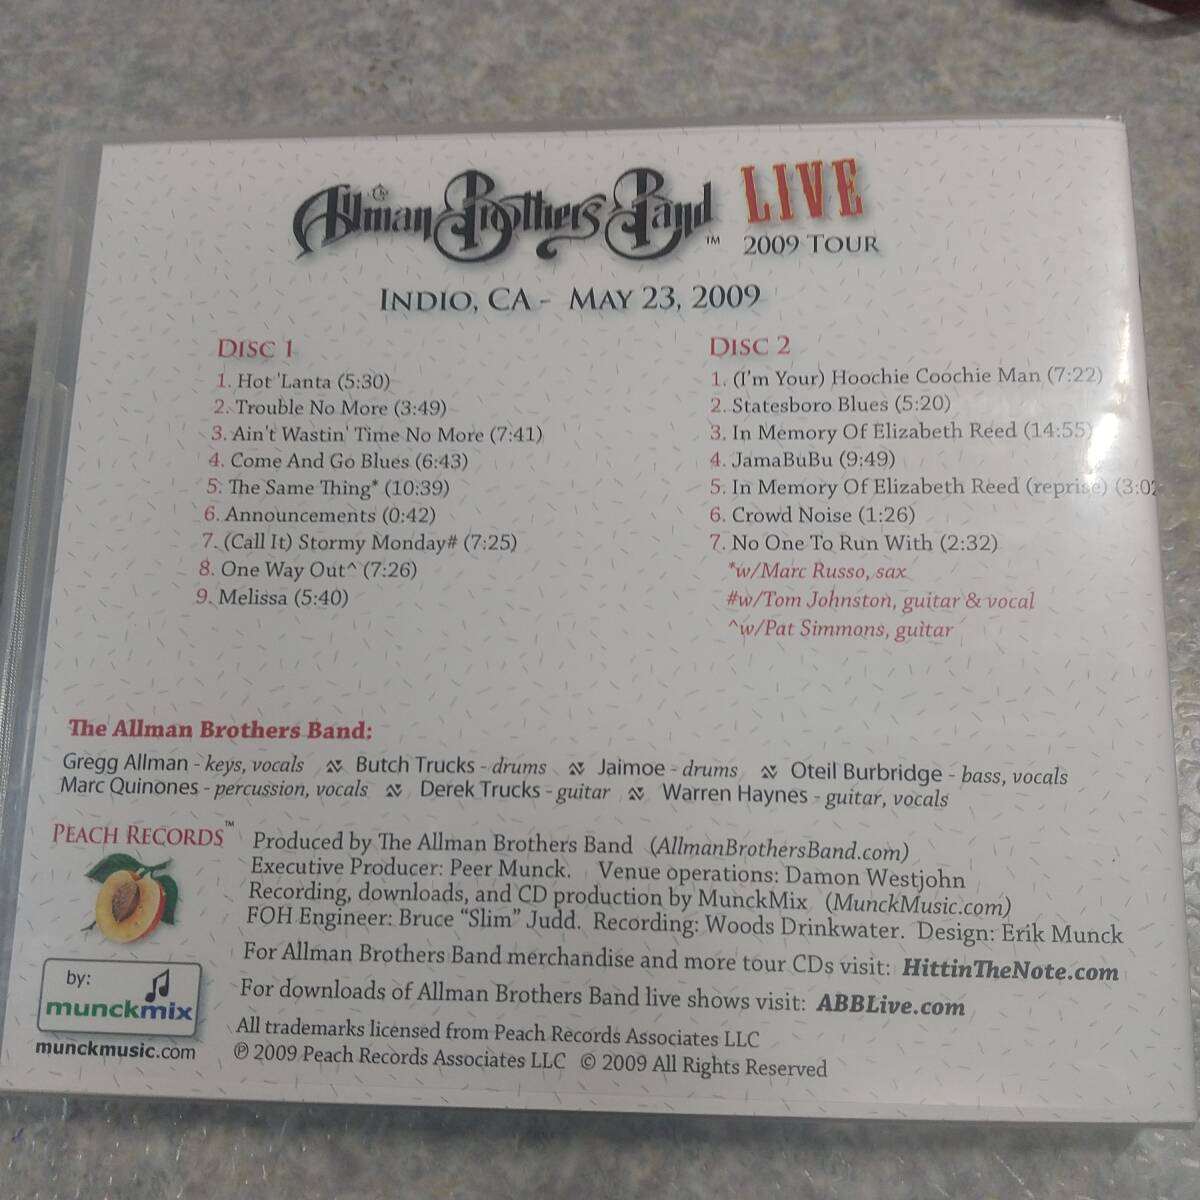 The Allman Brothers Band™ LIVE
2009 TOUR
INDIO, CA - MAY 23, 2009
DISC 1
1. Hot 'Lanta (5:30)
2. Trouble No More (3:49)
3. Ain't Wastin' Time No More (7:41)
4. Come And Go Blues (6:43)
5. The Same Thing* (10:39)
6. Announcements (0:42)
7. (Call It) Stormy Monday# (7:25)
8. One Way Out^ (7:26)
9. Melissa (5:40)
DISC 2
1. (I'm Your) Hoochie Coochie Man (7:22)
2. Statesboro Blues (5:20)
3. In Memory Of Elizabeth Reed (14:55)
4. JamaBuBu (9:49)
5. In Memory Of Elizabeth Reed (reprise) (3:02
6. Crowd Noise (1:26)
7. No One To Run With (2:32)
*w/Marc Russo, sax
#w/Tom Johnston, guitar & vocal
^w/Pat Simmons, guitar
The Allman Brothers Band:
Gregg Allman - keys, vocals Butch Trucks - drums Jaimoe - drums Oteil Burbridge - bass, vocals
Marc Quinones - percussion, vocals Derek Trucks - guitar Warren Haynes - guitar, vocals
PEACH RECORDS™
Produced by The Allman Brothers Band (AllmanBrothersBand.com)
Executive Producer: Peer Munck. Venue operations: Damon Westjohn
Recording, downloads, and CD production by MunckMix (MunckMusic.com)
FOH Engineer: Bruce "Slim" Judd. Recording: Woods Drinkwater. Design: Erik Munck
For Allman Brothers Band merchandise and more tour CDs visit: HittinTheNote.com
For downloads of Allman Brothers Band live shows visit: ABBLive.com
All trademarks licensed from Peach Records Associates LLC
℗ 2009 Peach Records Associates LLC © 2009 All Rights Reserved
by:
munckmix
munckmusic.com